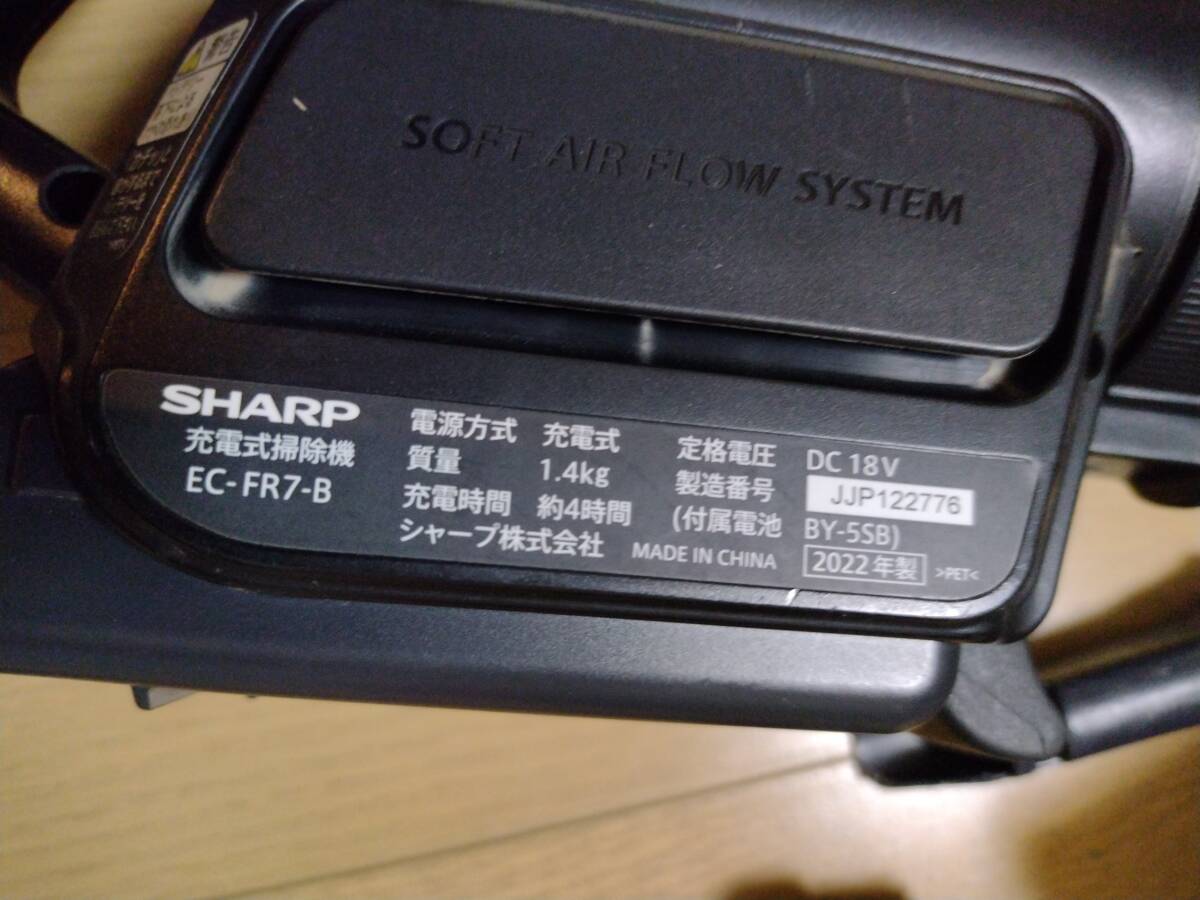 警告
SOFT AIR FLOW SYSTEM
SHARP
充電式掃除機
EC-FR7-B
電源方式 充電式
質量 1.4kg
充電時間 約4時間
シャープ株式会社 MADE IN CHINA
定格電圧 DC 18V
製造番号 JJP122776
(付属電池 BY-5SB)
2022年製 >PET<